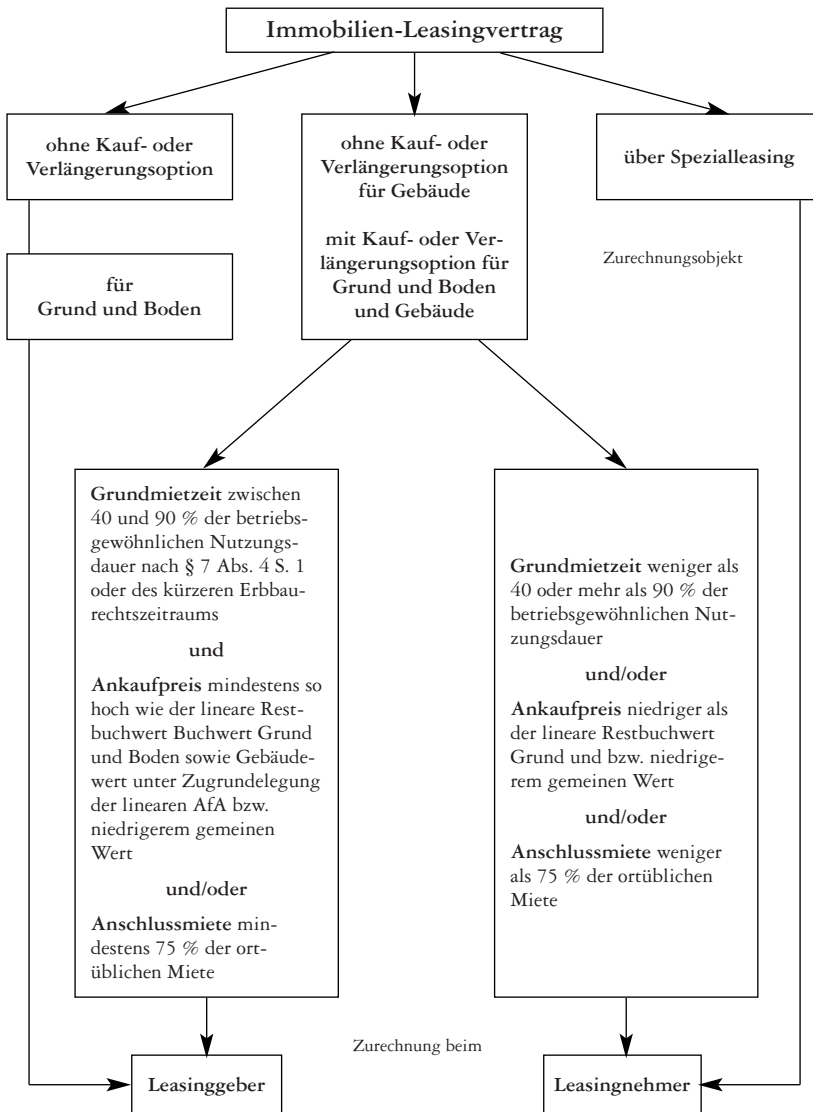 Immobilien-Leasingvertrag
ohne Kauf- oder
Verlängerungsoption
ohne Kauf- oder
Verlängerungsoption
für Gebäude
mit Kauf- oder Ver-
längerungsoption für
Grund und Boden
und Gebäude
über Spezialleasing
Zurechnungsobjekt
für
Grund und Boden
Grundmietzeit zwischen
40 und 90 % der betriebs-
gewöhnlichen Nutzungs-
dauer nach § 7 Abs. 4 S. 1
oder des kürzeren Erbbau-
rechtszeitraums
und
Ankaufpreis mindestens so
hoch wie der lineare Rest-
buchwert Buchwert Grund
und Boden sowie Gebäude-
wert unter Zugrundelegung
der linearen AfA bzw.
niedrigerem gemeinen
Wert
und/oder
Anschlussmiete min-
destens 75 % der ort-
üblichen Miete
Grundmietzeit weniger als
40 oder mehr als 90 % der
betriebsgewöhnlichen Nut-
zungsdauer
und/oder
Ankaufpreis niedriger als
der lineare Restbuchwert
Grund und bzw. niedrige-
rem gemeinen Wert
und/oder
Anschlussmiete weniger
als 75 % der ortüblichen
Miete
Zurechnung beim
Leasinggeber
Leasingnehmer